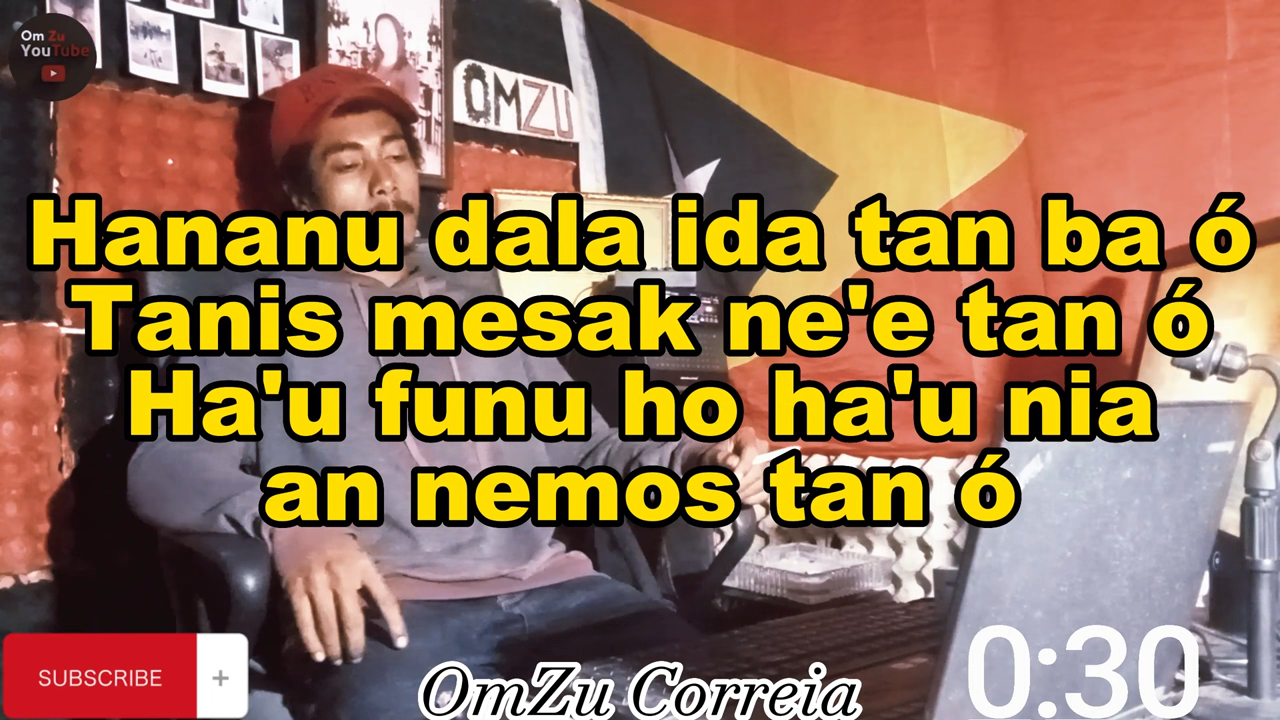 Om Zu
YouTube
OMZU
Hananu dala ida tan ba ó
Tanis mesak ne'e tan ó
Ha'u funu ho ha'u nia
an nemos tan ó
SUBSCRIBE +
OmZu Correia
0:30